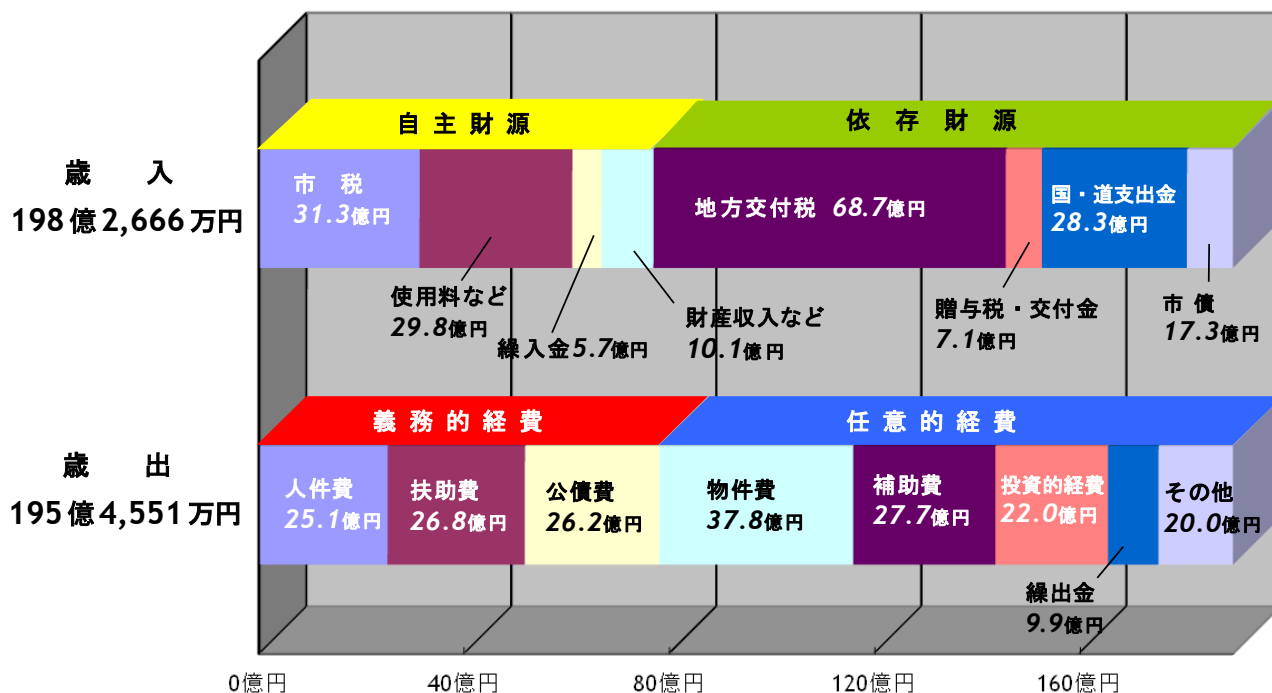 自主財源
依存財源
歳入
198億2,666万円
市税
31.3億円
使用料など
29.8億円
繰入金5.7億円
財産収入など
10.1億円
地方交付税 68.7億円
贈与税・交付金
7.1億円
国・道支出金
28.3億円
市債
17.3億円
義務的経費
任意的経費
歳出
195億4,551万円
人件費
25.1億円
扶助費
26.8億円
公債費
26.2億円
物件費
37.8億円
補助費
27.7億円
投資的経費
22.0億円
繰出金
9.9億円
その他
20.0億円
0億円
40億円
80億円
120億円
160億円